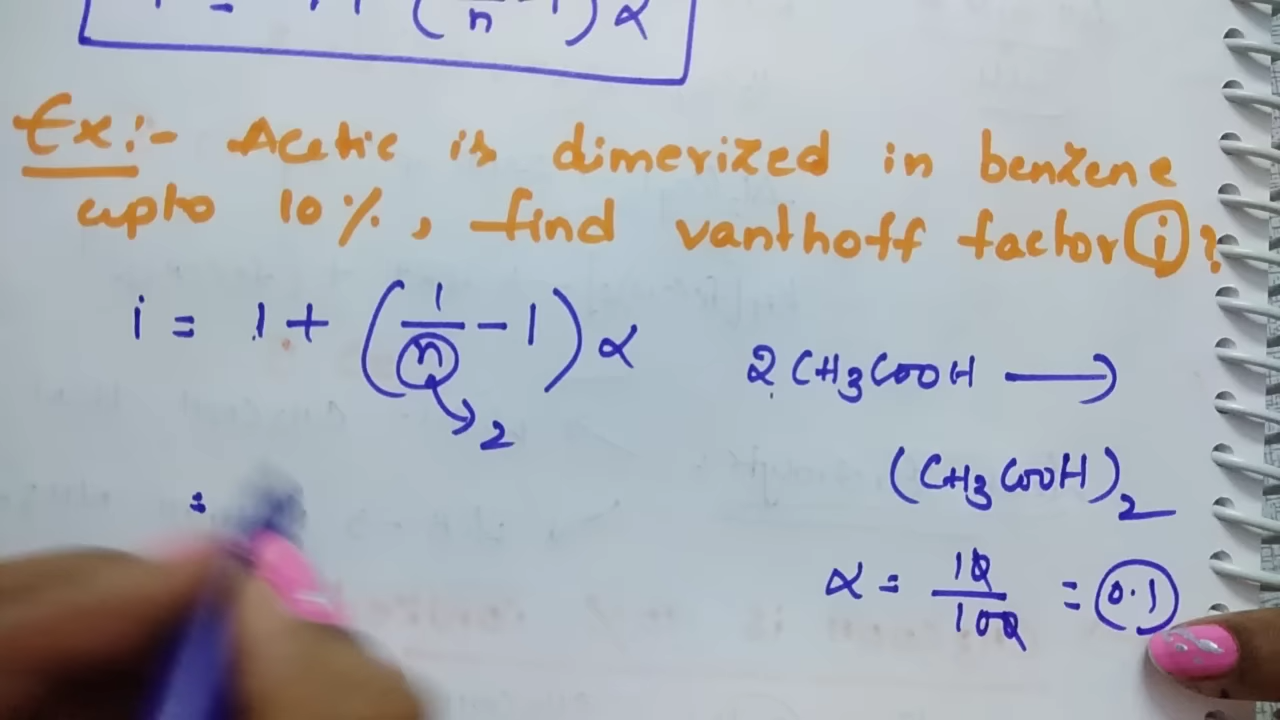 ( /n - 1 ) α
Ex:- Acetic is dimerized in benzene
upto 10%, find vanthoff factor i?
i = 1 + ( 1/n - 1 ) α
→ 2
2 CH3COOH →
(CH3COOH)2
=
α = 10/100 = 0.1